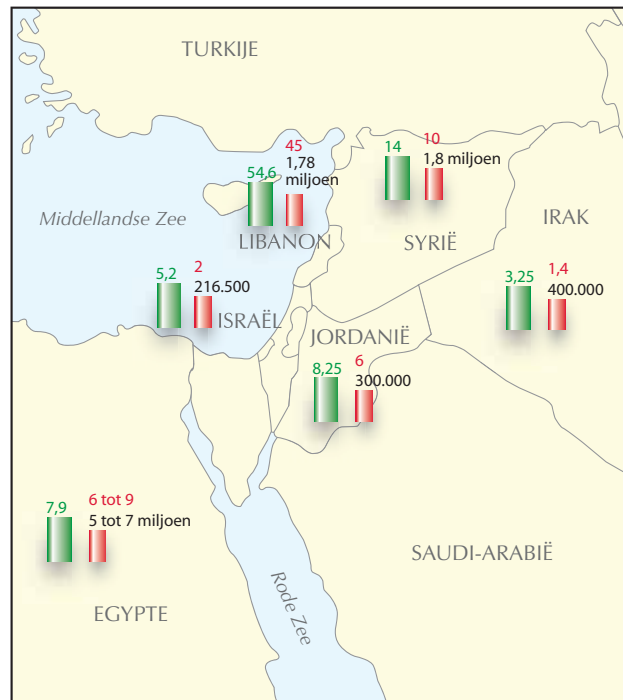 TURKIJE
45
1,78
miljoen
54,6
14
10
1,8 miljoen
Middellandse Zee
LIBANON
SYRIË
IRAK
5,2
2
216.500
ISRAËL
3,25
1,4
400.000
JORDANIË
8,25
6
300.000
7,9
6 tot 9
5 tot 7 miljoen
SAUDI-ARABIË
EGYPTE
Rode Zee